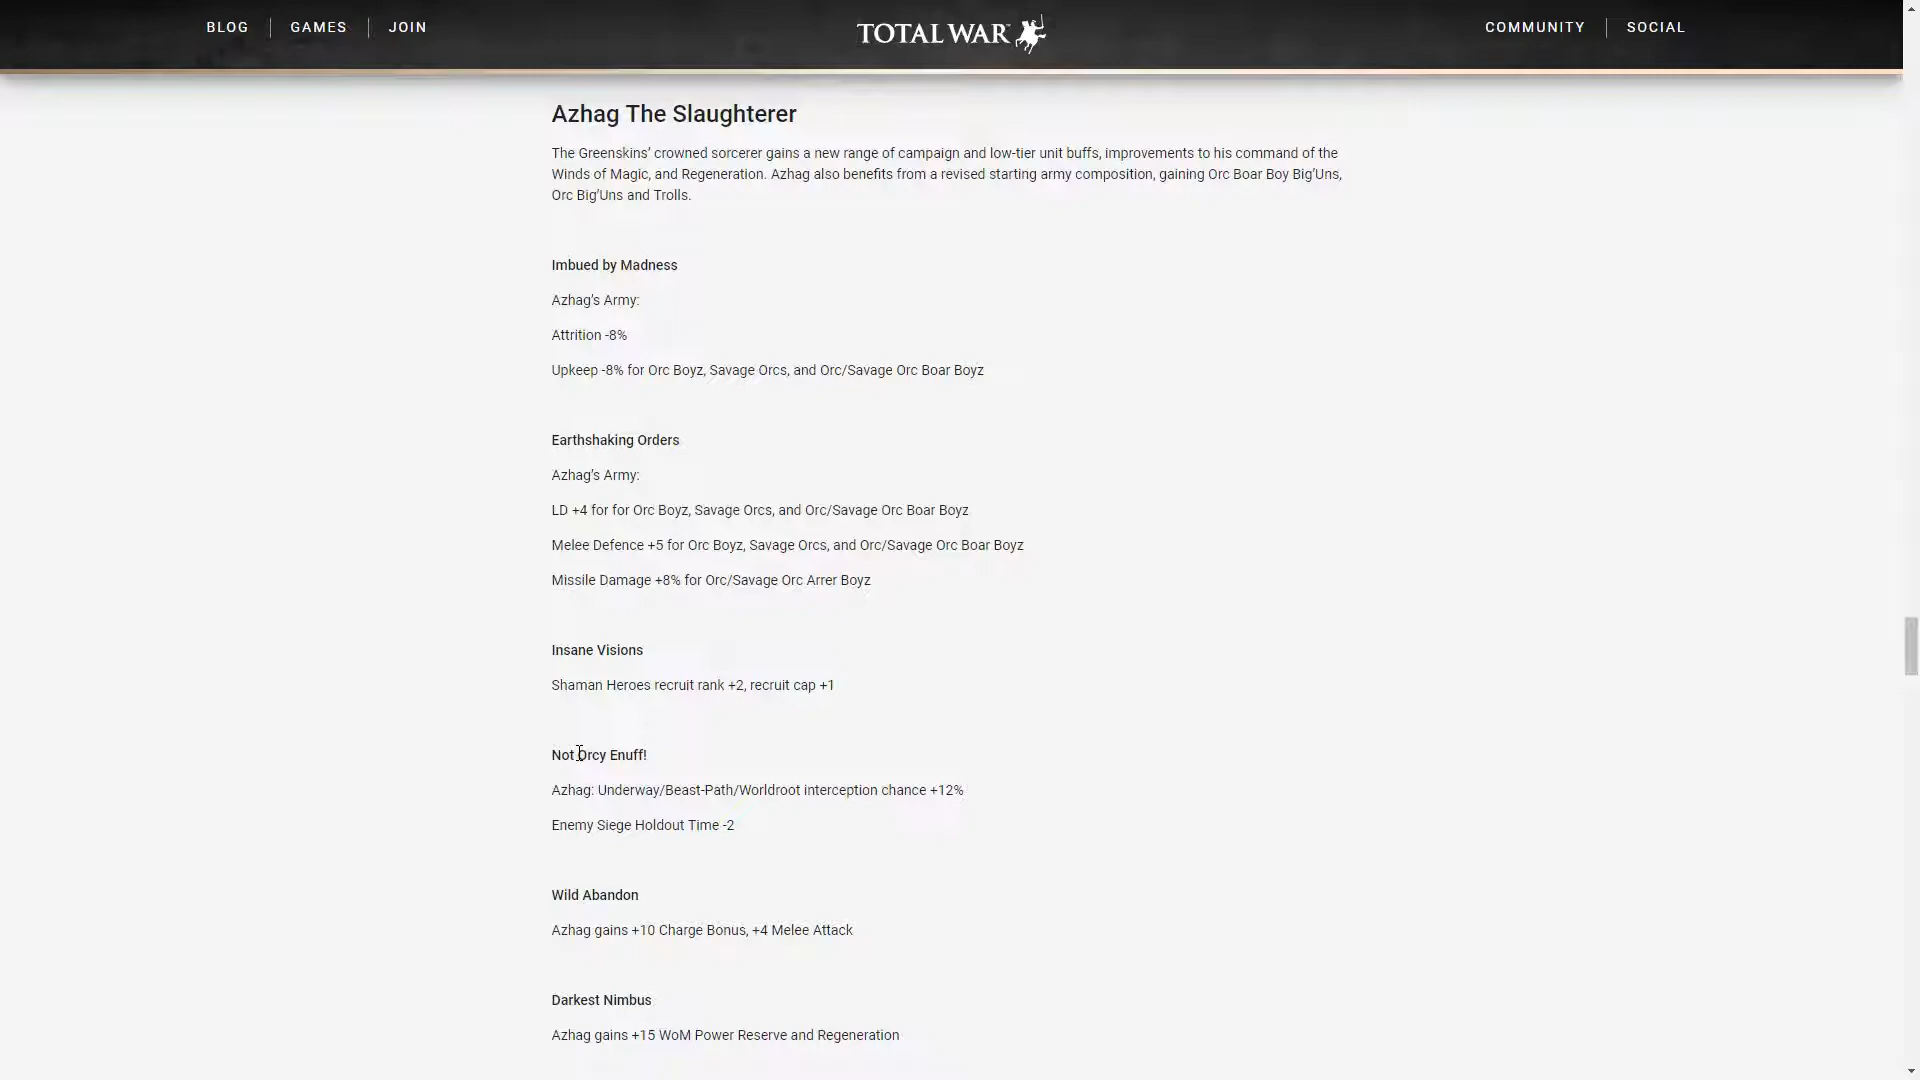 BLOG GAMES JOIN TOTAL WAR COMMUNITY SOCIAL
Azhag The Slaughterer
The Greenskins’ crowned sorcerer gains a new range of campaign and low-tier unit buffs, improvements to his command of the
Winds of Magic, and Regeneration. Azhag also benefits from a revised starting army composition, gaining Orc Boar Boy Big’Uns,
Orc Big’Uns and Trolls.
Imbued by Madness
Azhag’s Army:
Attrition -8%
Upkeep -8% for Orc Boyz, Savage Orcs, and Orc/Savage Orc Boar Boyz
Earthshaking Orders
Azhag’s Army:
LD +4 for for Orc Boyz, Savage Orcs, and Orc/Savage Orc Boar Boyz
Melee Defence +5 for Orc Boyz, Savage Orcs, and Orc/Savage Orc Boar Boyz
Missile Damage +8% for Orc/Savage Orc Arrer Boyz
Insane Visions
Shaman Heroes recruit rank +2, recruit cap +1
Not Orcy Enuff!
Azhag: Underway/Beast-Path/Worldroot interception chance +12%
Enemy Siege Holdout Time -2
Wild Abandon
Azhag gains +10 Charge Bonus, +4 Melee Attack
Darkest Nimbus
Azhag gains +15 WoM Power Reserve and Regeneration